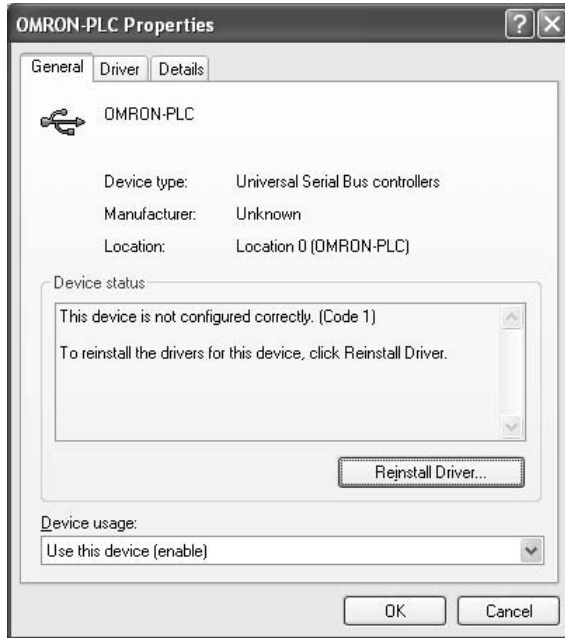 OMRON-PLC Properties
General Driver Details
OMRON-PLC
Device type: Universal Serial Bus controllers
Manufacturer: Unknown
Location: Location 0 (OMRON-PLC)
Device status
This device is not configured correctly. (Code 1)
To reinstall the drivers for this device, click Reinstall Driver.
Reinstall Driver...
Device usage:
Use this device (enable)
OK Cancel